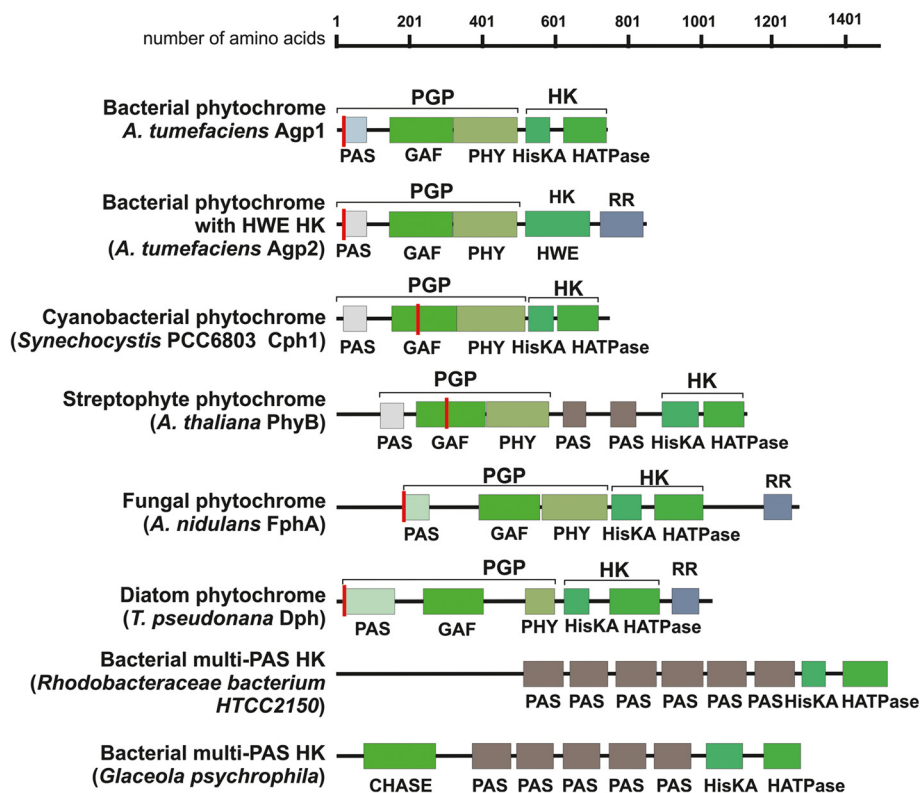 1 201 401 601 801 1001 1201 1401
number of amino acids
PGP HK
Bacterial phytochrome
A. tumefaciens Agp1
PAS GAF PHY HisKA HATPase
PGP HK RR
Bacterial phytochrome
with HWE HK
(A. tumefaciens Agp2)
PAS GAF PHY HWE
PGP HK
Cyanobacterial phytochrome
(Synechocystis PCC6803 Cph1)
PAS GAF PHY HisKA HATPase
PGP HK
Streptophyte phytochrome
(A. thaliana PhyB)
PAS GAF PHY PAS PAS HisKA HATPase
PGP HK RR
Fungal phytochrome
(A. nidulans FphA)
PAS GAF PHY HisKA HATPase
PGP HK RR
Diatom phytochrome
(T. pseudonana Dph)
PAS GAF PHY HisKA HATPase
Bacterial multi-PAS HK
(Rhodobacteraceae bacterium
HTCC2150)
PAS PAS PAS PAS PAS PAS HisKA HATPase
Bacterial multi-PAS HK
(Glaceola psychrophila)
CHASE PAS PAS PAS PAS PAS HisKA HATPase